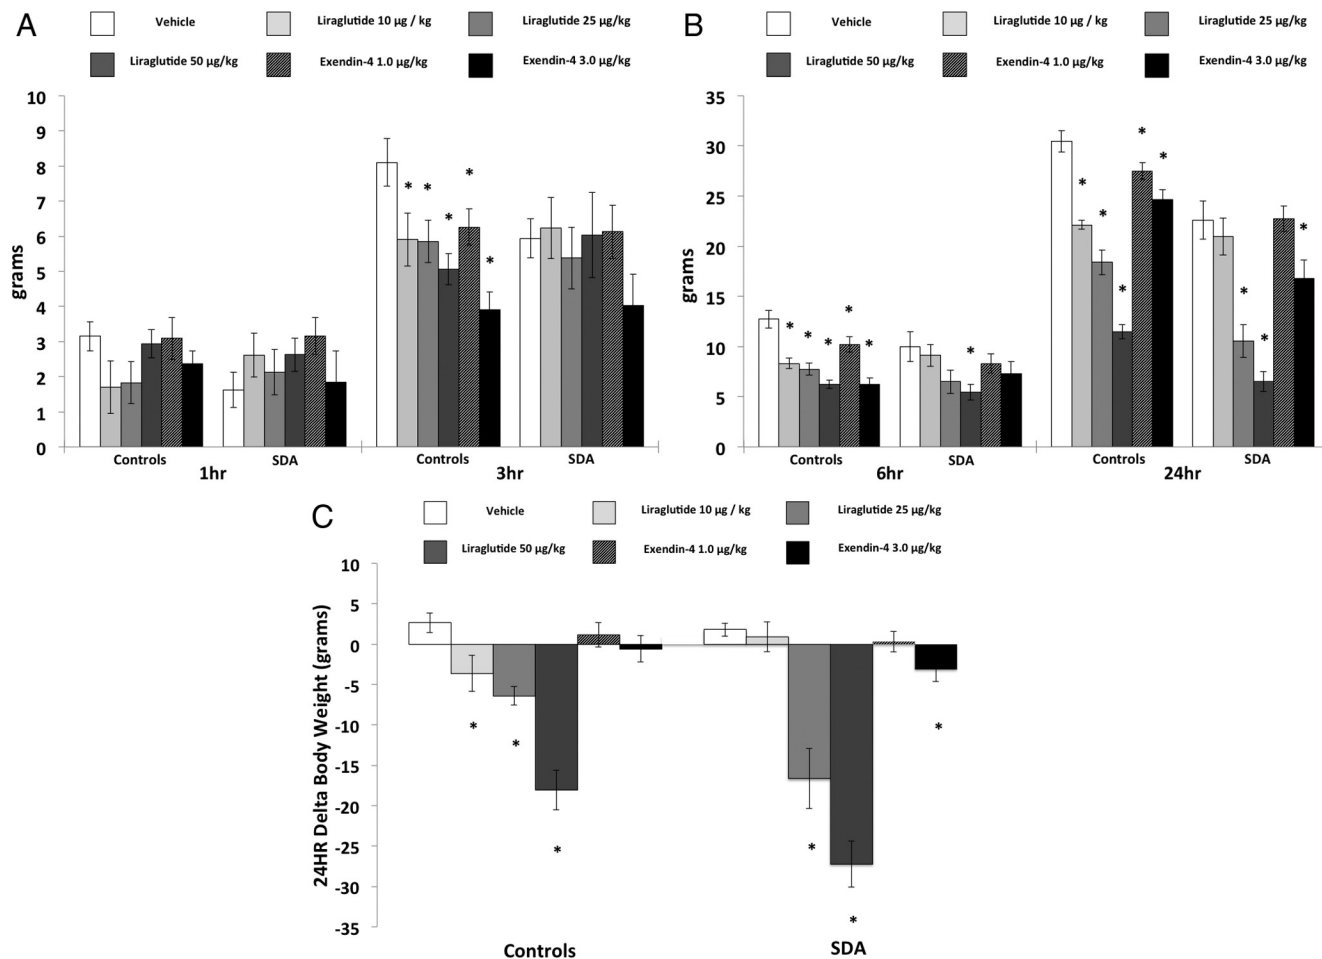 A
Vehicle
Liraglutide 10 µg / kg
Liraglutide 25 µg/kg
Liraglutide 50 µg/kg
Exendin-4 1.0 µg/kg
Exendin-4 3.0 µg/kg
grams
10
9
8
7
6
5
4
3
2
1
0
* * * * *
Controls SDA Controls SDA
1hr 3hr
B
Vehicle
Liraglutide 10 µg / kg
Liraglutide 25 µg/kg
Liraglutide 50 µg/kg
Exendin-4 1.0 µg/kg
Exendin-4 3.0 µg/kg
grams
35
30
25
20
15
10
5
0
* * * * * * * * * * * * * *
Controls SDA Controls SDA
6hr 24hr
C
Vehicle
Liraglutide 10 µg / kg
Liraglutide 25 µg/kg
Liraglutide 50 µg/kg
Exendin-4 1.0 µg/kg
Exendin-4 3.0 µg/kg
24HR Delta Body Weight (grams)
10
5
0
-5
-10
-15
-20
-25
-30
-35
* * * * * *
Controls SDA